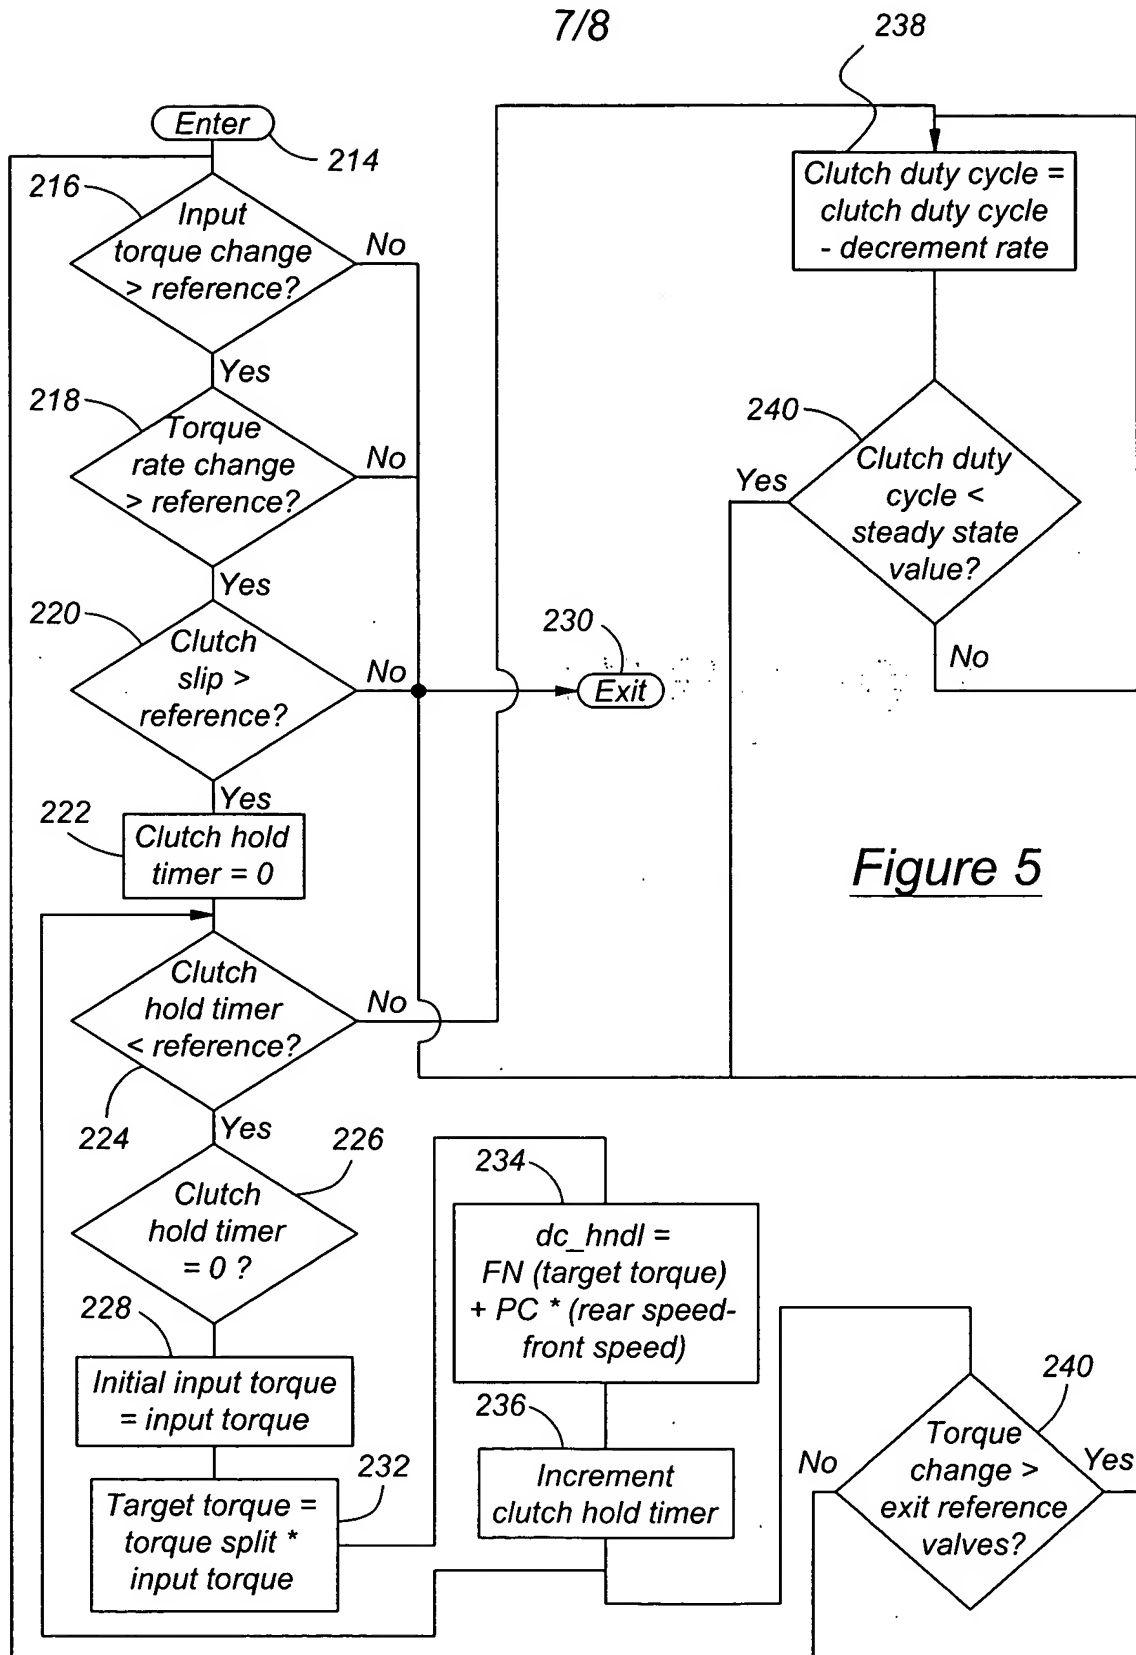 7/8
238
Enter
214
216
Input
torque change
> reference?
No
Yes
218
Torque
rate change
> reference?
No
Yes
220
Clutch
slip >
reference?
No
Yes
230
Exit
222
Clutch hold
timer = 0
Clutch
hold timer
< reference?
No
224
Yes
226
Clutch
hold timer
= 0 ?
228
Initial input torque
= input torque
232
Target torque =
torque split *
input torque
234
dc_hndl =
FN (target torque)
+ PC * (rear speed-
front speed)
236
Increment
clutch hold timer
Clutch duty cycle =
clutch duty cycle
- decrement rate
240
Yes
Clutch duty
cycle <
steady state
value?
No
Figure 5
240
No
Torque
change >
exit reference
valves?
Yes